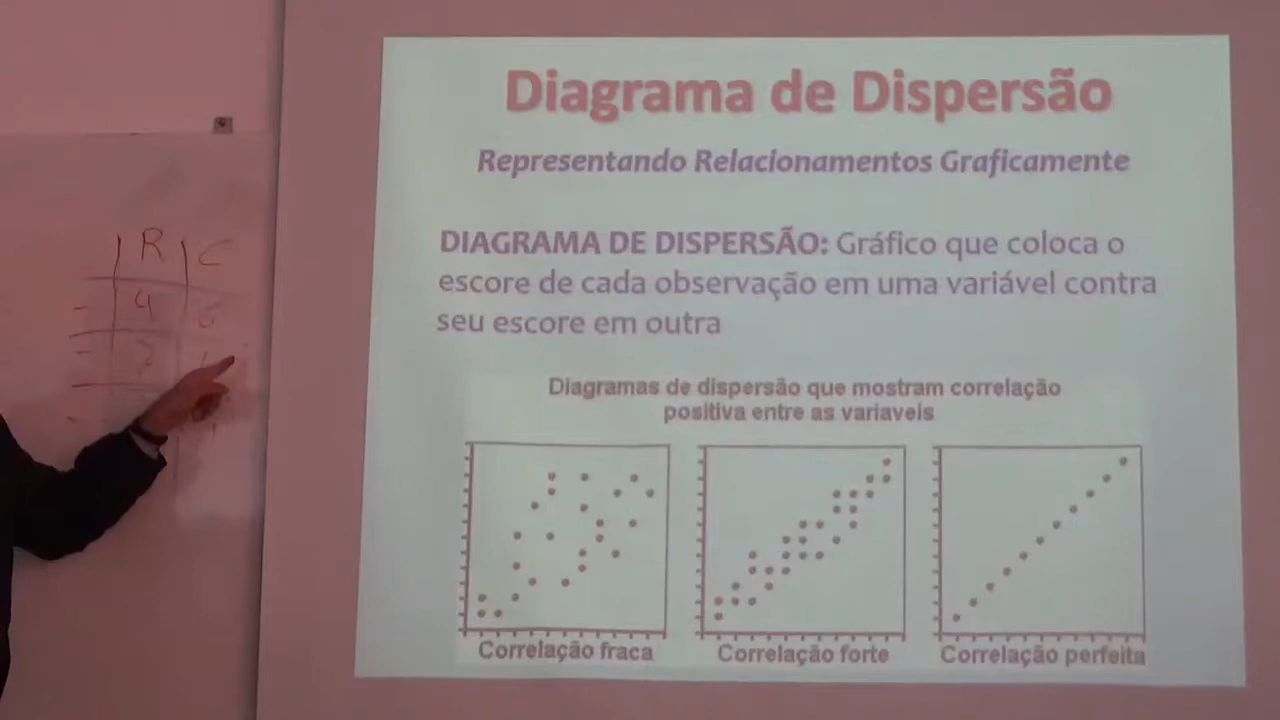 Diagrama de Dispersão
Representando Relacionamentos Graficamente
DIAGRAMA DE DISPERSÃO: Gráfico que coloca o
escore de cada observação em uma variável contra
seu escore em outra
Diagramas de dispersão que mostram correlação
positiva entre as variaveis
Correlação fraca
Correlação forte
Correlação perfeita
R C
4